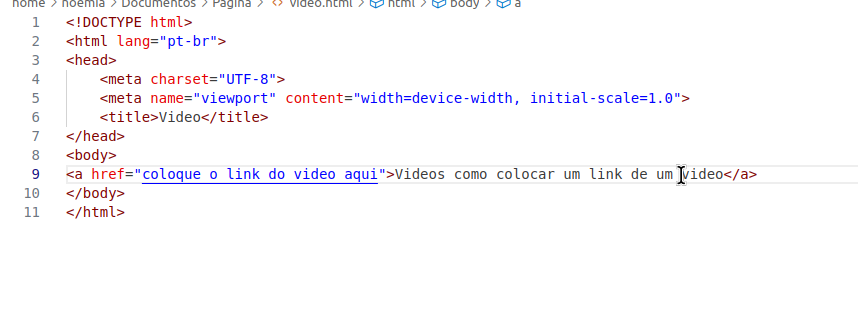 home > noemia > Documentos > Pagina > video.html > html > body > a
1 <!DOCTYPE html>
2 <html lang="pt-br">
3 <head>
4 <meta charset="UTF-8">
5 <meta name="viewport" content="width=device-width, initial-scale=1.0">
6 <title>Video</title>
7 </head>
8 <body>
9 <a href="coloque o link do video aqui">Videos como colocar um link de um video</a>
10 </body>
11 </html>